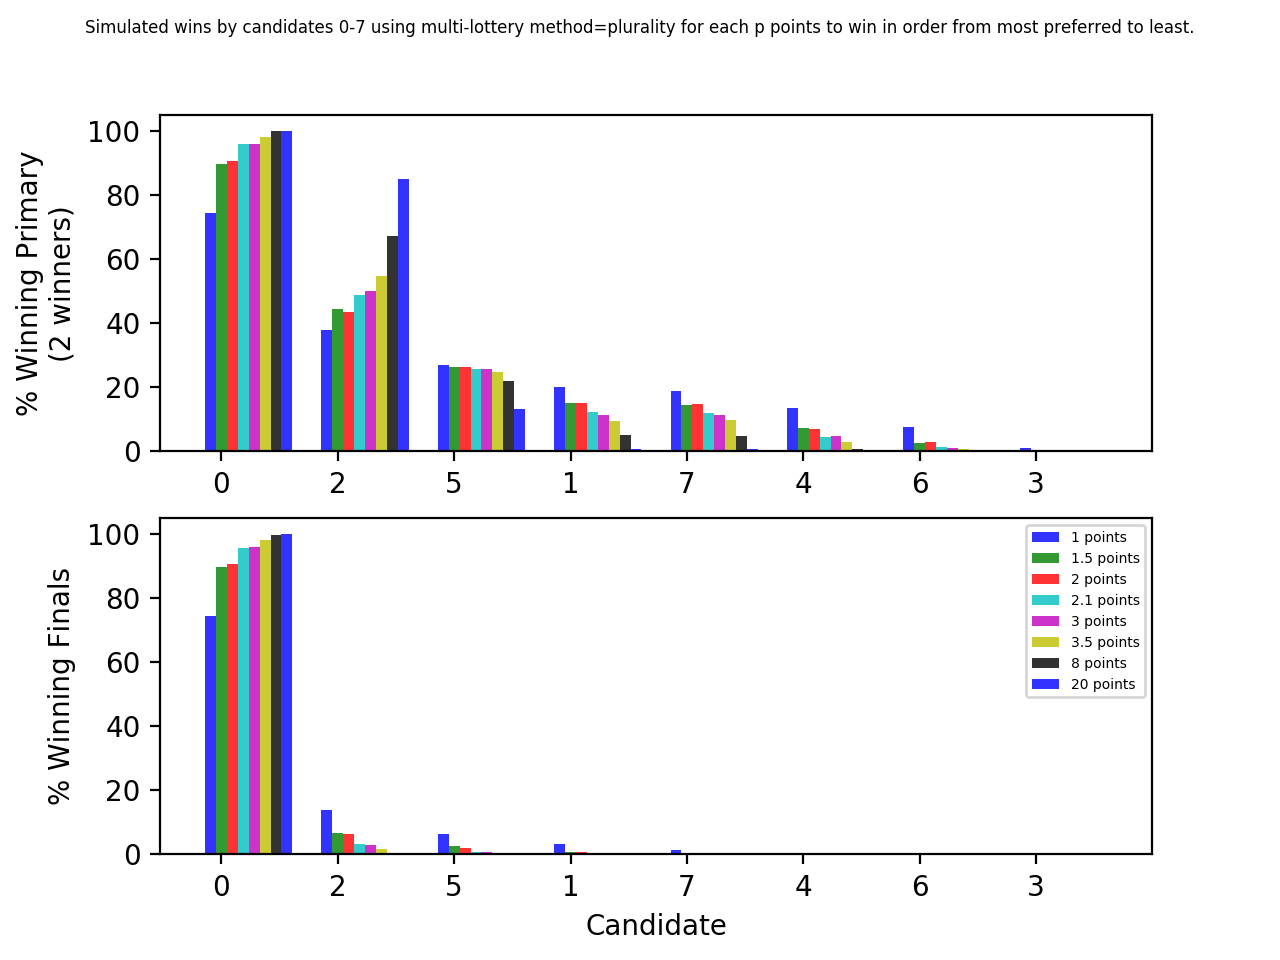 Simulated wins by candidates 0-7 using multi-lottery method=plurality for each p points to win in order from most preferred to least.
% Winning Primary
(2 winners)
100
80
60
40
20
0
0 2 5 1 7 4 6 3
% Winning Finals
100
80
60
40
20
0
1 points
1.5 points
2 points
2.1 points
3 points
3.5 points
8 points
20 points
0 2 5 1 7 4 6 3
Candidate